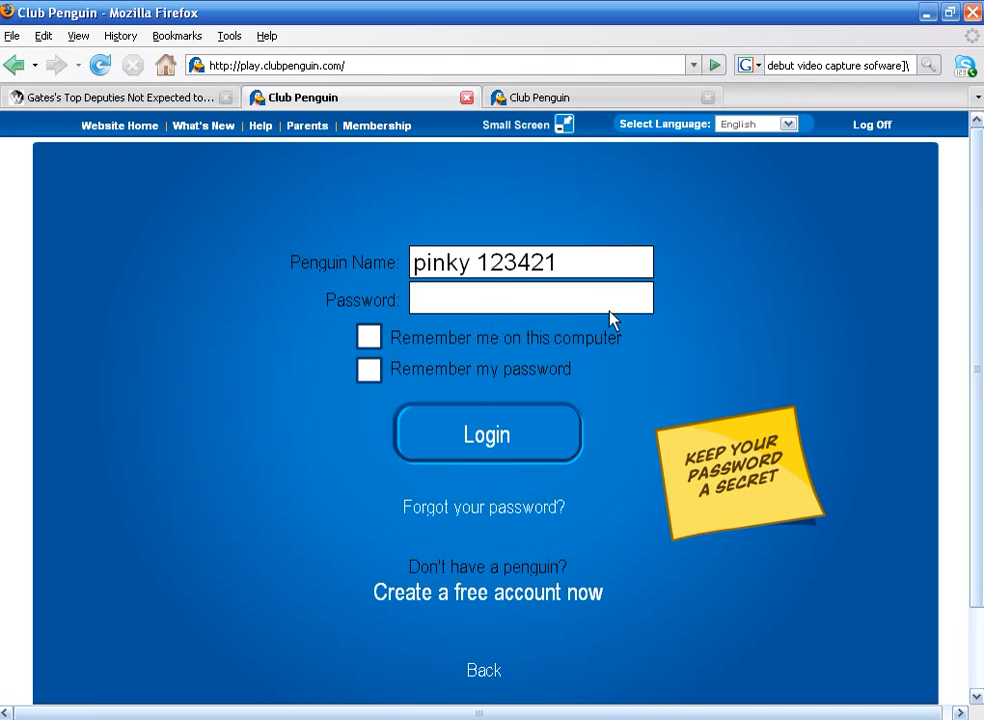 Club Penguin - Mozilla Firefox
File Edit View History Bookmarks Tools Help
http://play.clubpenguin.com/
G debut video capture sofware]\
Gates's Top Deputies Not Expected to... Club Penguin Club Penguin
Website Home | What's New | Help | Parents | Membership Small Screen Select Language: English Log Off
Penguin Name: pinky 123421
Password:
Remember me on this computer
Remember my password
Login
KEEP YOUR
PASSWORD
A SECRET
Forgot your password?
Don't have a penguin?
Create a free account now
Back